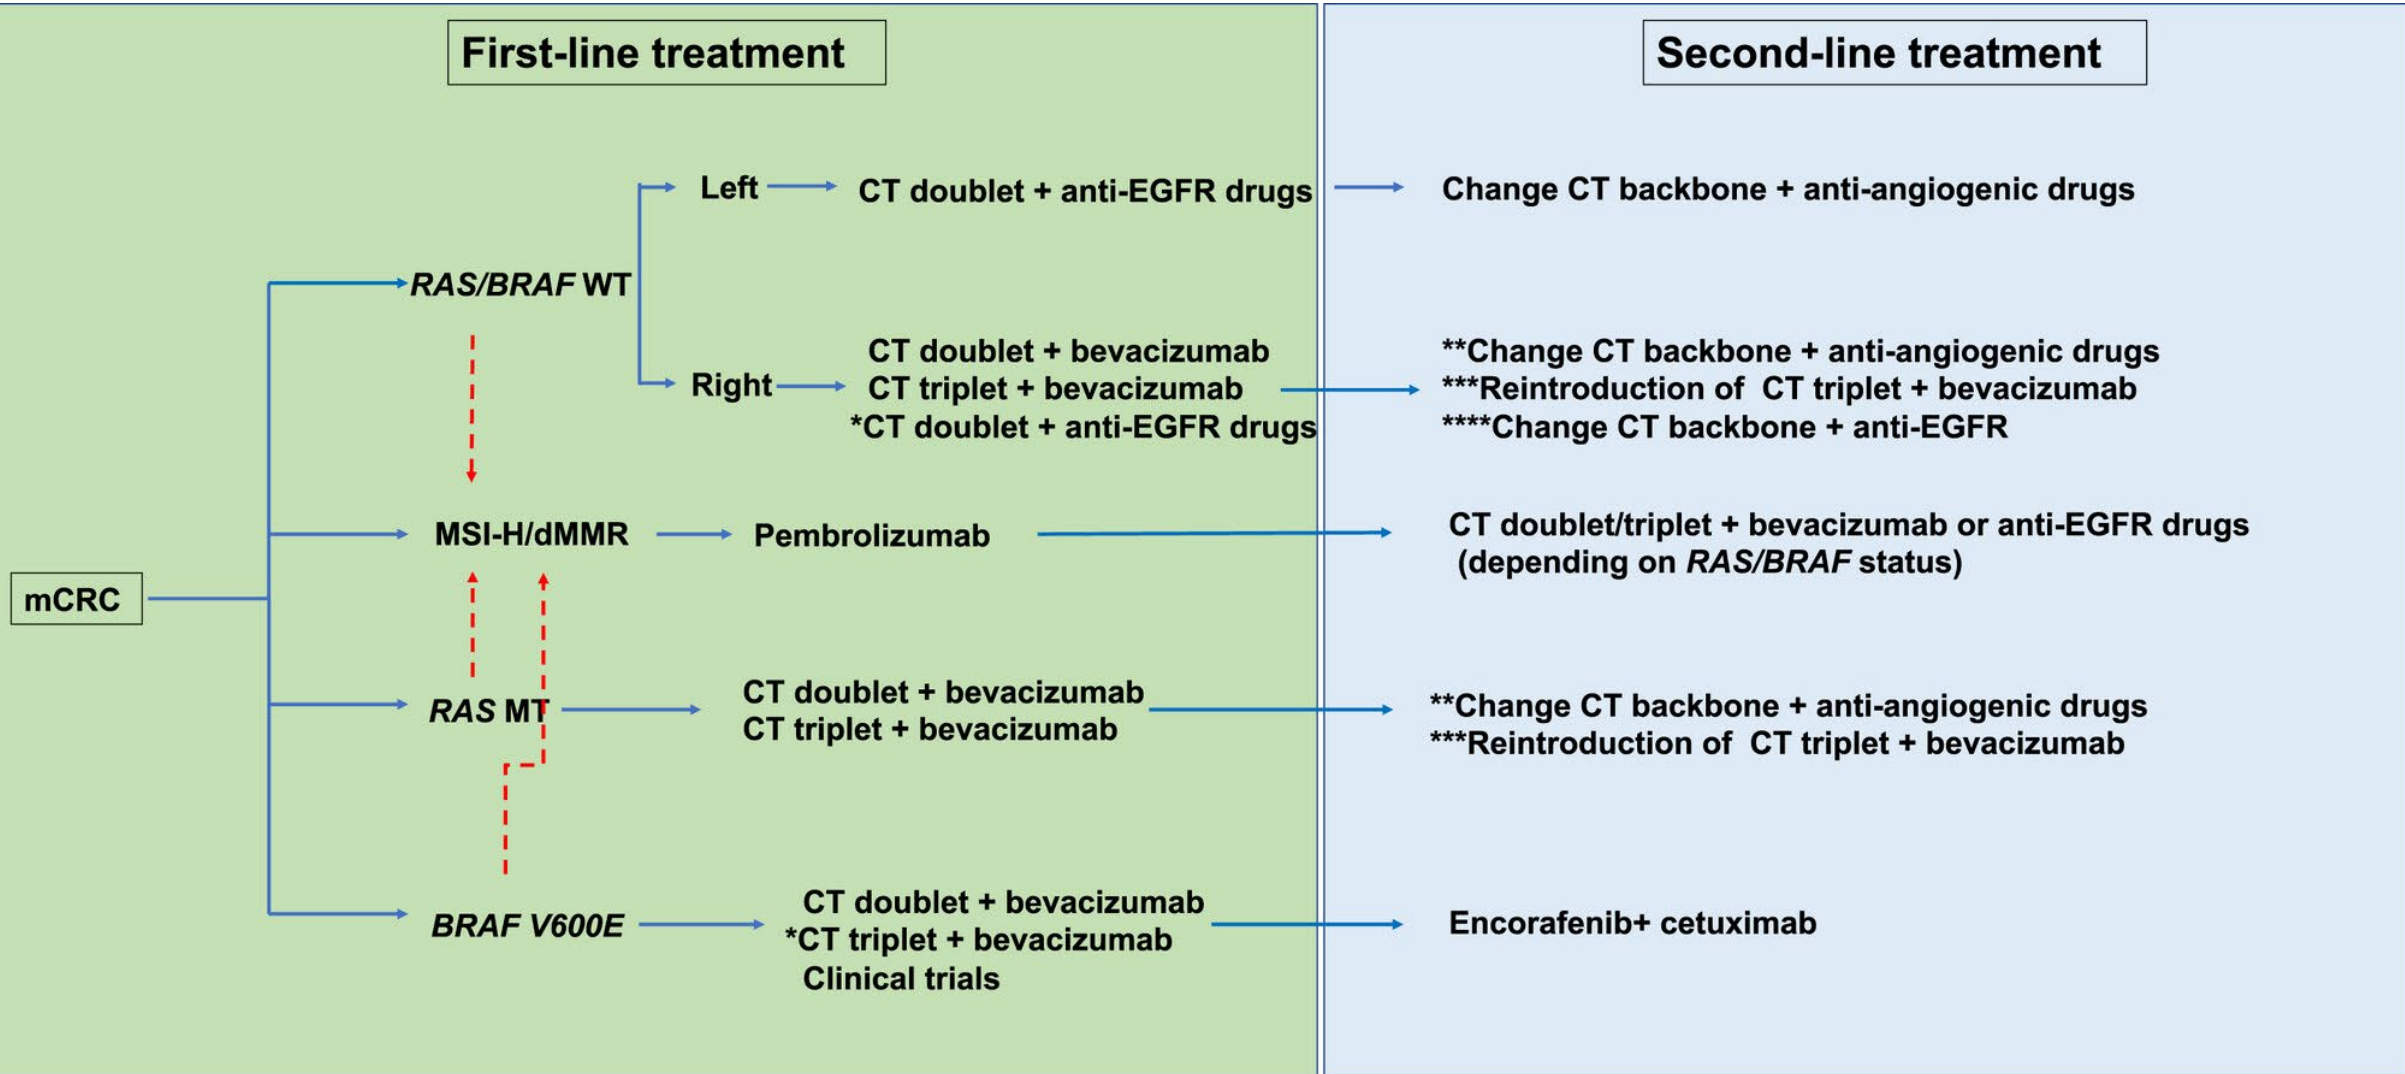 First-line treatment
Second-line treatment
Left
CT doublet + anti-EGFR drugs
Change CT backbone + anti-angiogenic drugs
RAS/BRAF WT
Right
CT doublet + bevacizumab
CT triplet + bevacizumab
*CT doublet + anti-EGFR drugs
**Change CT backbone + anti-angiogenic drugs
***Reintroduction of CT triplet + bevacizumab
****Change CT backbone + anti-EGFR
MSI-H/dMMR
Pembrolizumab
CT doublet/triplet + bevacizumab or anti-EGFR drugs
(depending on RAS/BRAF status)
mCRC
RAS MT
CT doublet + bevacizumab
CT triplet + bevacizumab
**Change CT backbone + anti-angiogenic drugs
***Reintroduction of CT triplet + bevacizumab
BRAF V600E
CT doublet + bevacizumab
*CT triplet + bevacizumab
Clinical trials
Encorafenib+ cetuximab